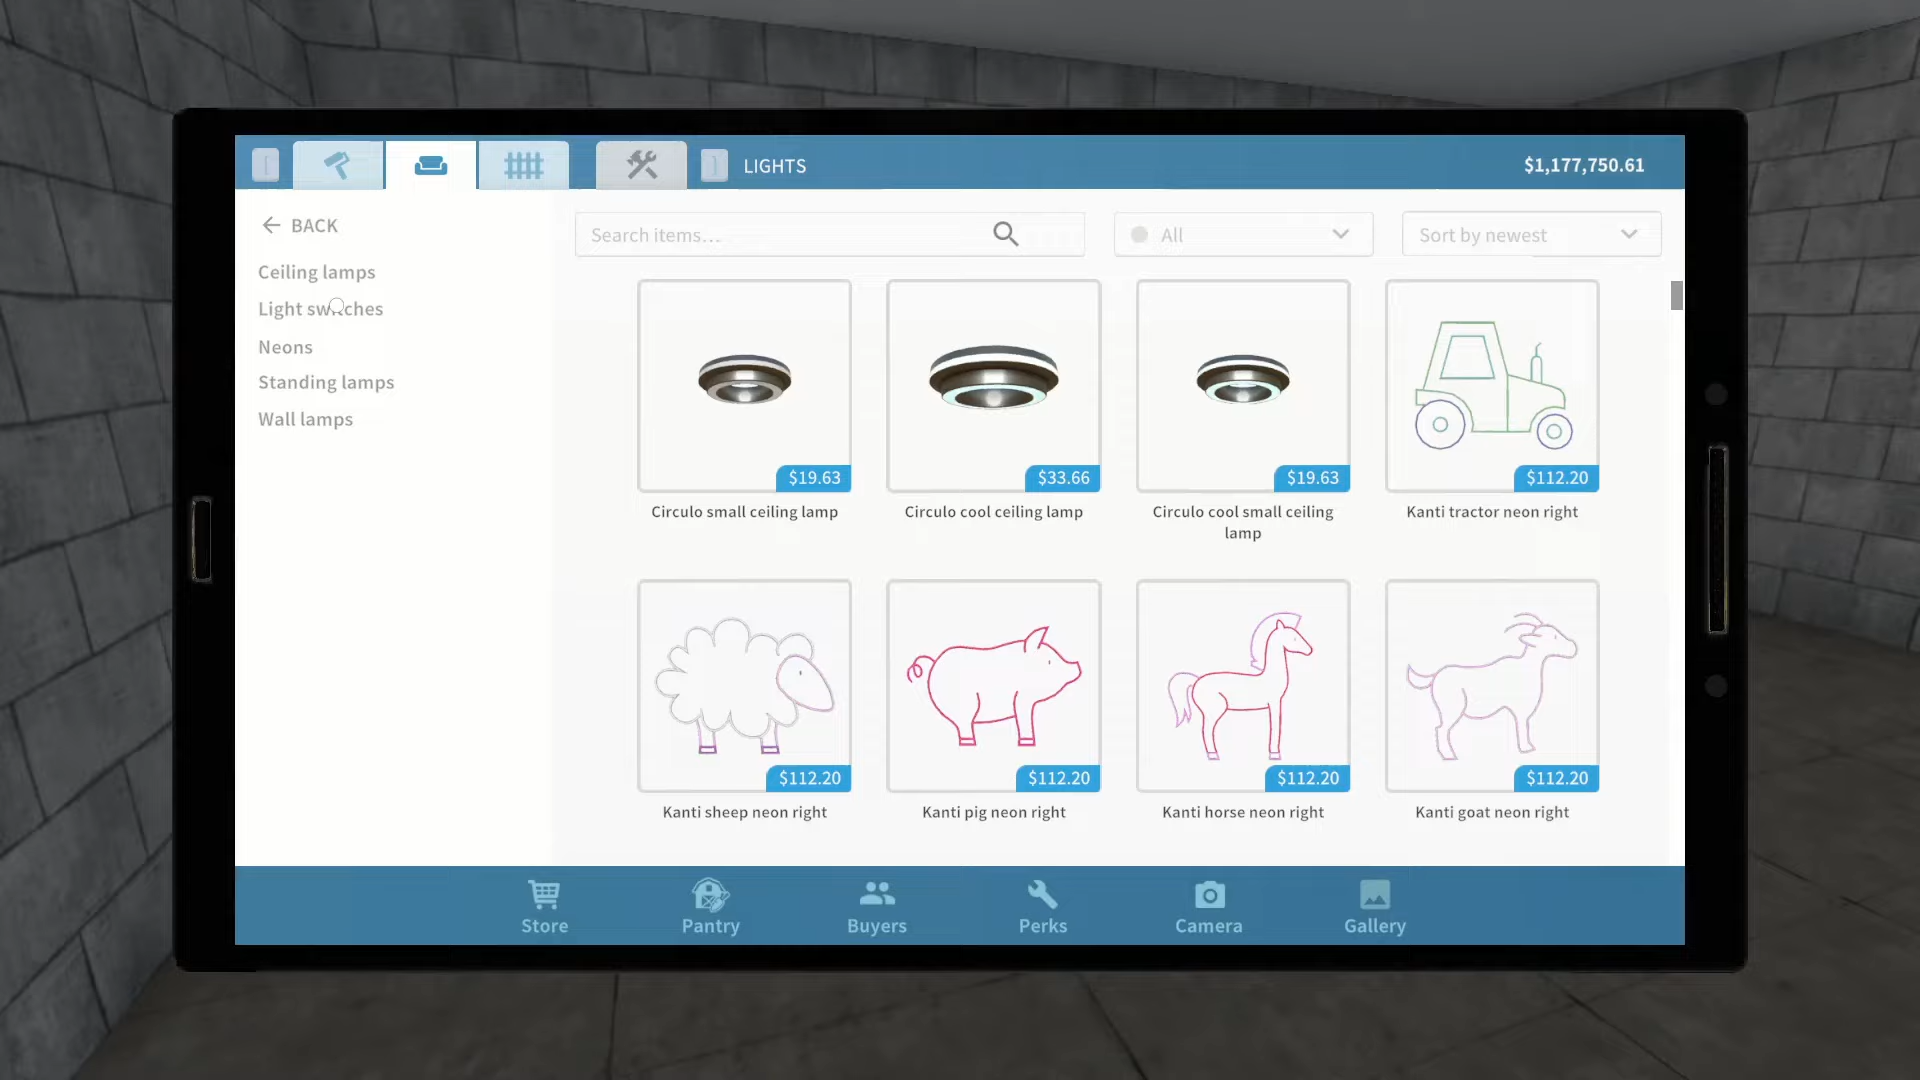 LIGHTS
$1,177,750.61
BACK
Search items...
All
Sort by newest
Ceiling lamps
Light switches
Neons
Standing lamps
Wall lamps
$19.63
$33.66
$19.63
$112.20
Circulo small ceiling lamp
Circulo cool ceiling lamp
Circulo cool small ceiling
lamp
Kanti tractor neon right
$112.20
$112.20
$112.20
$112.20
Kanti sheep neon right
Kanti pig neon right
Kanti horse neon right
Kanti goat neon right
Store
Pantry
Buyers
Perks
Camera
Gallery